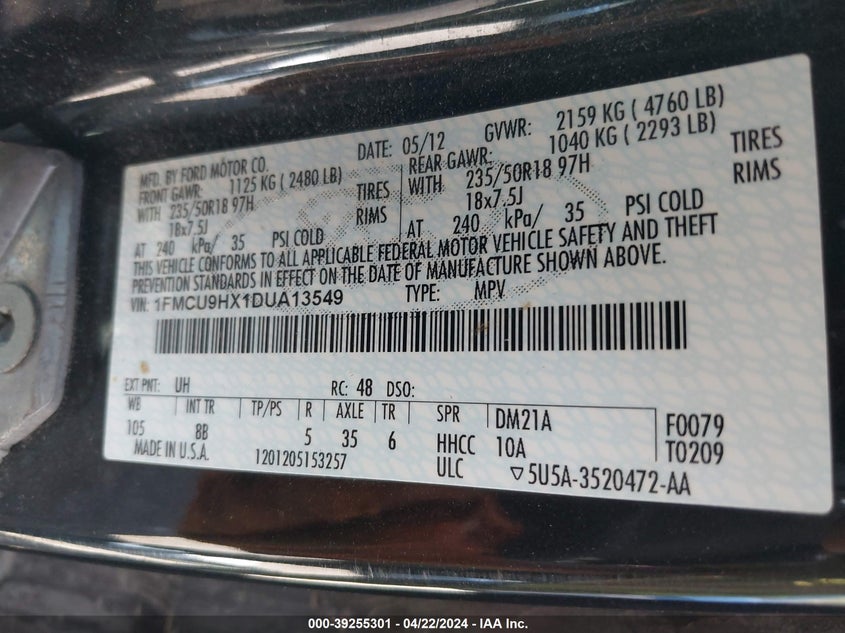 MFD. BY FORD MOTOR CO.
DATE: 05/12 GVWR: 2159 KG ( 4760 LB)
FRONT GAWR: 1125 KG ( 2480 LB) REAR GAWR: 1040 KG ( 2293 LB)
WITH 235/50R18 97H TIRES WITH 235/50R18 97H TIRES
18x7.5J RIMS 18x7.5J RIMS
AT 240 kPa/ 35 PSI COLD AT 240 kPa/ 35 PSI COLD
THIS VEHICLE CONFORMS TO ALL APPLICABLE FEDERAL MOTOR VEHICLE SAFETY AND THEFT
PREVENTION STANDARDS IN EFFECT ON THE DATE OF MANUFACTURE SHOWN ABOVE.
VIN: 1FMCU9HX1DUA13549 TYPE: MPV
EXT PNT: UH RC: 48 DSO:
WB INT TR TP/PS R AXLE TR SPR DM21A F0079
105 8B 5 35 6 HHCC 10A T0209
MADE IN U.S.A. 1201205153257 ULC ▽5U5A-3520472-AA
000-39255301 - 04/22/2024 - IAA Inc.